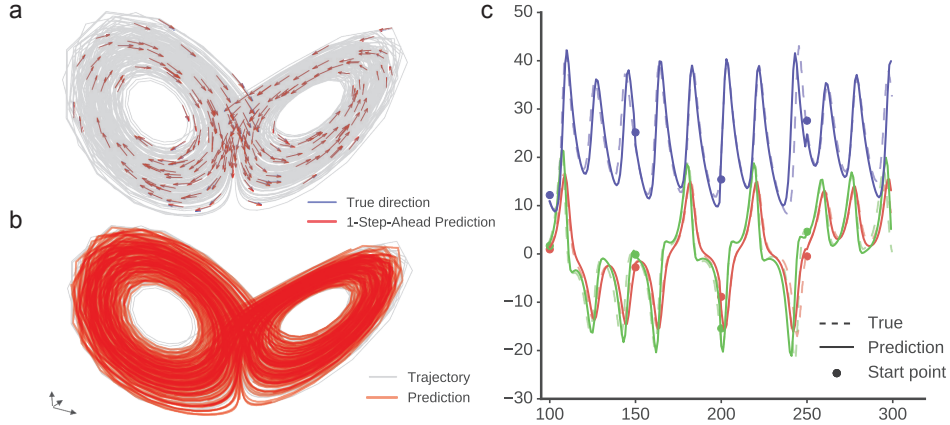 a
True direction
1-Step-Ahead Prediction
b
Trajectory
Prediction
c
50
40
30
20
10
0
−10
−20
−30
100
150
200
250
300
True
Prediction
Start point